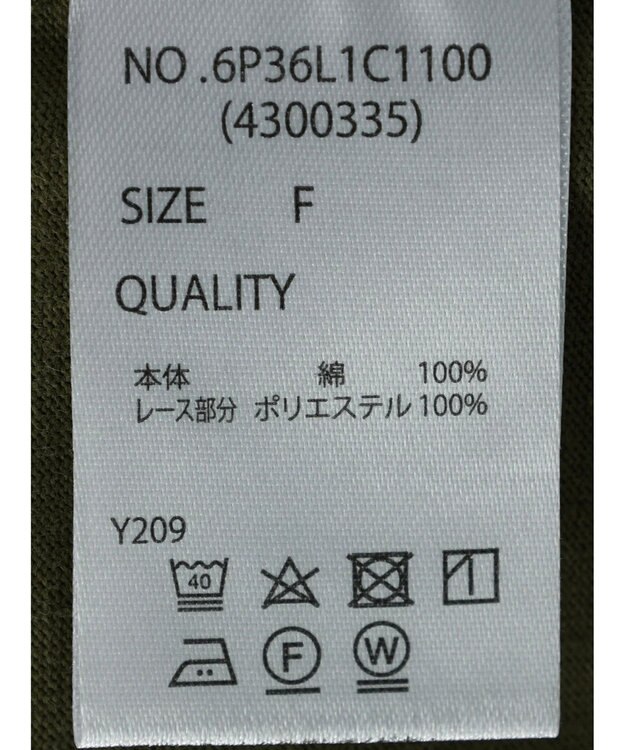 NO .6P36L1C1100
(4300335)
SIZE F
QUALITY
本体 綿 100%
レース部分 ポリエステル 100%
Y209
40
F W